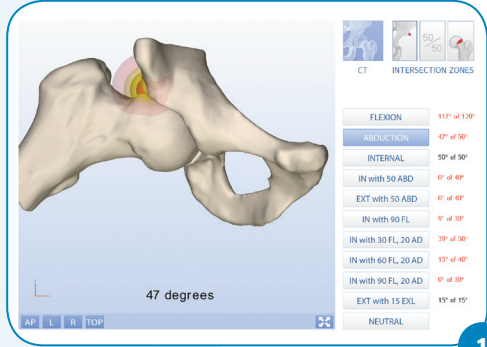 50
50
CT INTERSECTION ZONES
FLEXION 117° of 120°
ABDUCTION 47° of 50°
INTERNAL 50° of 50°
IN with 50 ABD 0° of 40°
EXT with 50 ABD 0° of 40°
IN with 90 FL 9° of 30°
IN with 30 FL, 20 AD 39° of 50°
IN with 60 FL, 20 AD 15° of 40°
IN with 90 FL, 20 AD 0° of 30°
EXT with 15 EXL 15° of 15°
NEUTRAL
47 degrees
AP L R TOP
1